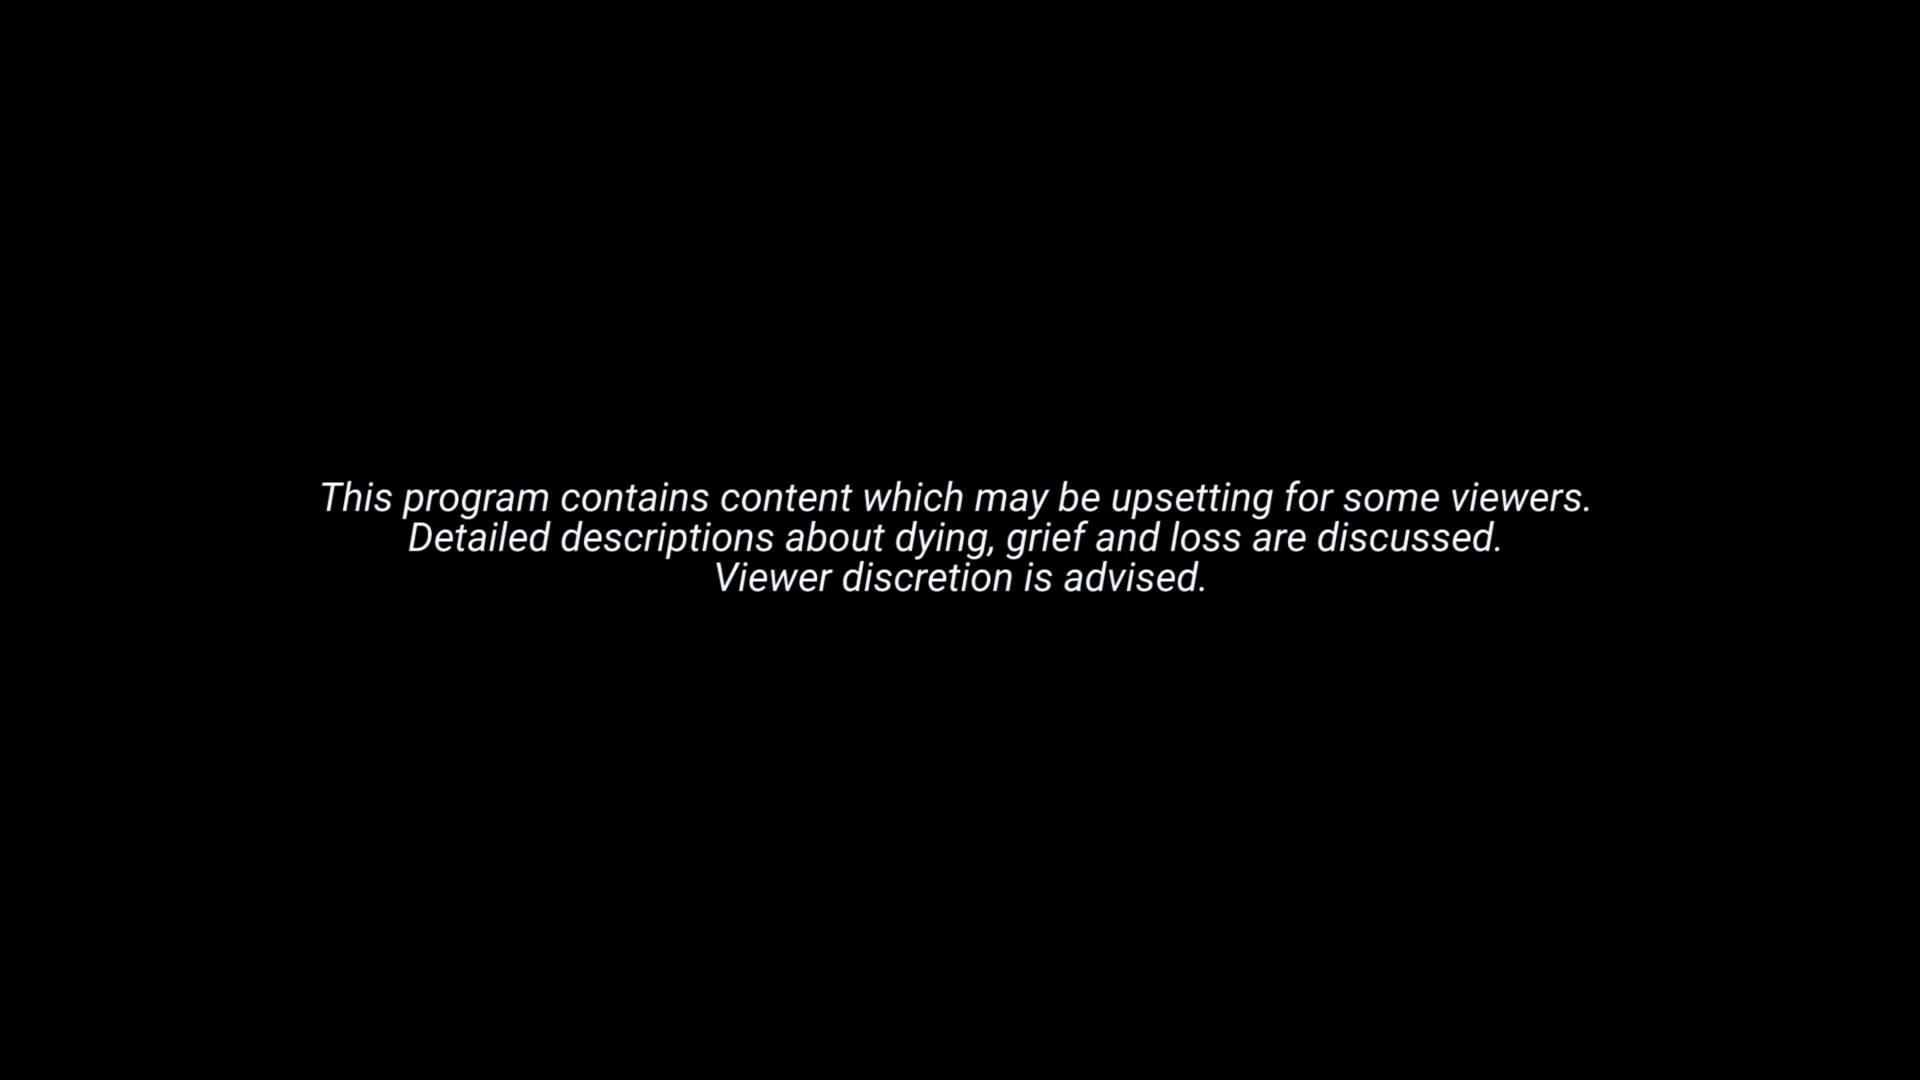 This program contains content which may be upsetting for some viewers.
Detailed descriptions about dying, grief and loss are discussed.
Viewer discretion is advised.